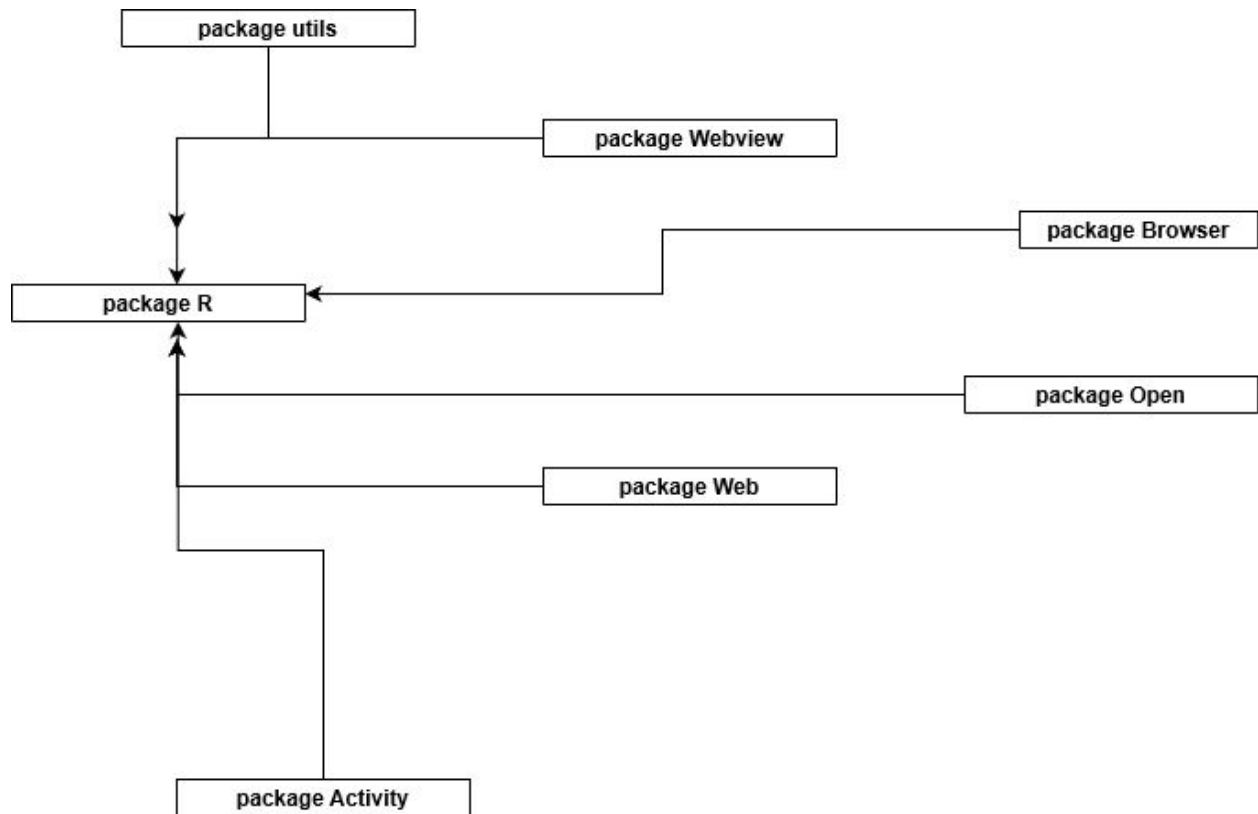 package utils
package Webview
package Browser
package R
package Open
package Web
package Activity